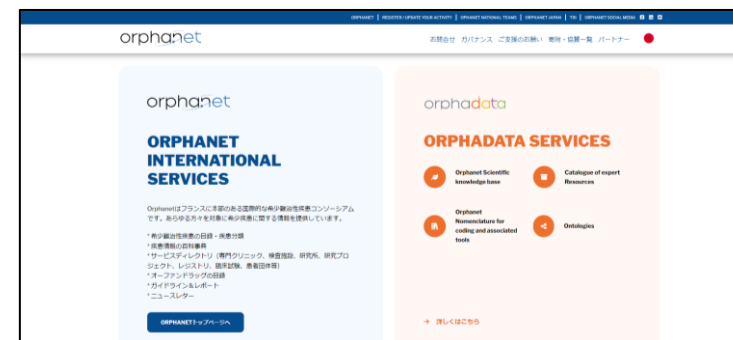 ORPHANET | REGISTER / UPDATE YOUR ACTIVITY | ORPHANET NATIONAL TEAMS | ORPHANET JAPAN | TBI | ORPHANET SOCIAL MEDIA
orphanet
お問合せ ガバナンス ご支援のお願い 寄附・協賛一覧 パートナー
orphanet
ORPHANET
INTERNATIONAL
SERVICES
Orphanetはフランスに本部のある国際的な希少難治性疾患コンソーシアム
です。あらゆる方々を対象に希少疾患に関する情報を提供しています。
*希少難治性疾患の目録・疾患分類
*疾患情報の百科事典
*サービスディレクトリ（専門クリニック、検査施設、研究所、研究プロ
ジェクト、レジストリ、臨床試験、患者団体等）
*オーファンドラッグの目録
*ガイドライン&レポート
*ニュースレター
ORPHANETトップページへ
orphadata
ORPHADATA SERVICES
Orphanet Scientific
knowledge base
Catalogue of expert
Resources
Orphanet
Nomenclature for
coding and associated
tools
Ontologies
→ 詳しくはこちら